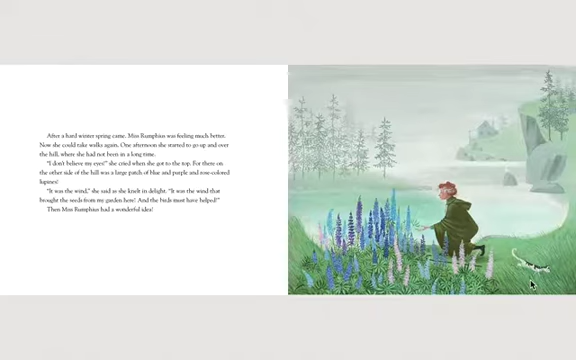 After a hard winter spring came. Miss Rumphius was feeling much better.
Now she could take walks again. One afternoon she started to go up and over
the hill, where she had not been in a long time.
"I don't believe my eyes!" she cried when she got to the top. For there on
the other side of the hill was a large patch of blue and purple and rose-colored
lupines!
"It was the wind," she said as she knelt in delight. "It was the wind that
brought the seeds from my garden here! And the birds must have helped!"
Then Miss Rumphius had a wonderful idea!